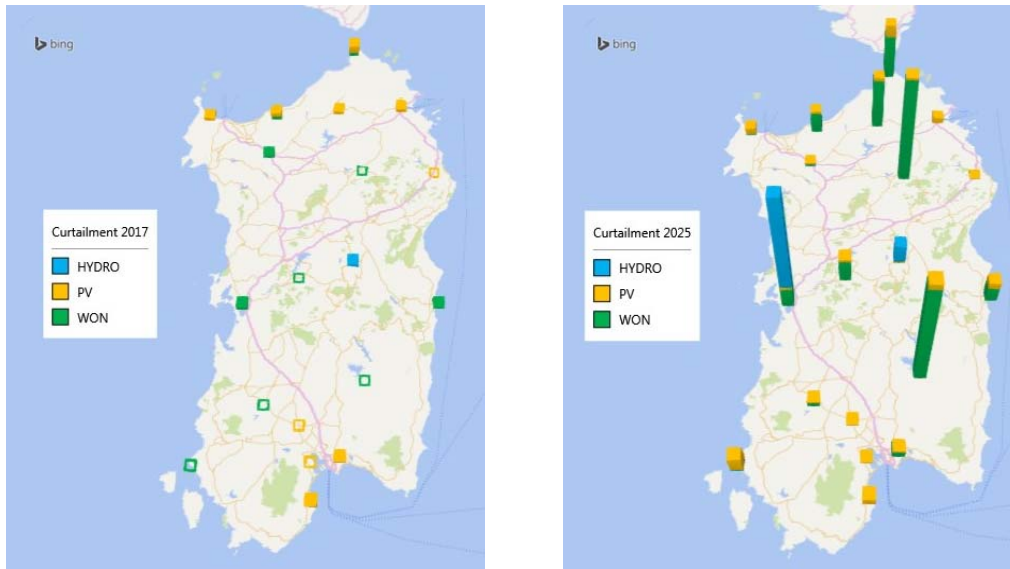 bing
Curtailment 2017
HYDRO
PV
WON
bing
Curtailment 2025
HYDRO
PV
WON